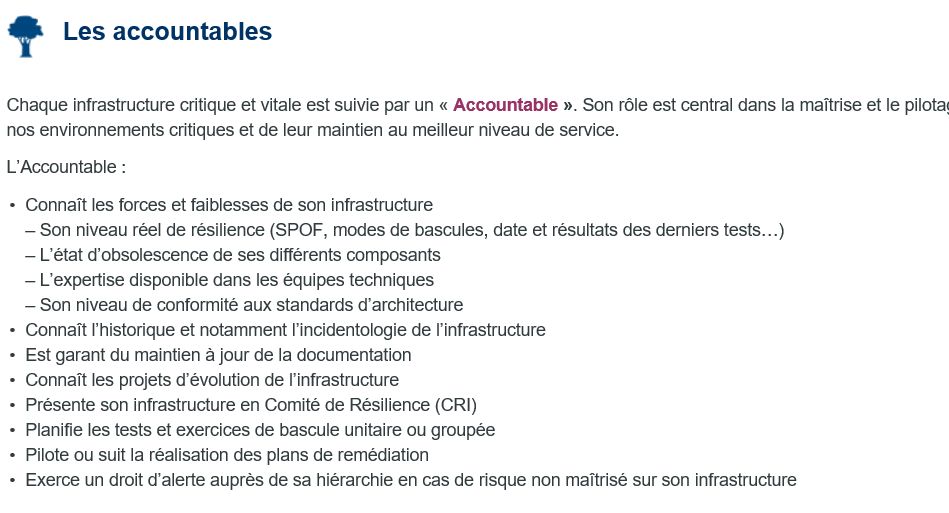 Les accountables
Chaque infrastructure critique et vitale est suivie par un « Accountable ». Son rôle est central dans la maîtrise et le
nos environnements critiques et de leur maintien au meilleur niveau de service.
L’Accountable :
• Connaît les forces et faiblesses de son infrastructure
– Son niveau réel de résilience (SPOF, modes de bascules, date et résultats des derniers tests…)
– L’état d’obsolescence de ses différents composants
– L’expertise disponible dans les équipes techniques
– Son niveau de conformité aux standards d’architecture
• Connaît l’historique et notamment l’incidentologie de l’infrastructure
• Est garant du maintien à jour de la documentation
• Connaît les projets d’évolution de l’infrastructure
• Présente son infrastructure en Comité de Résilience (CRI)
• Planifie les tests et exercices de bascule unitaire ou groupée
• Pilote ou suit la réalisation des plans de remédiation
• Exerce un droit d’alerte auprès de sa hiérarchie en cas de risque non maîtrisé sur son infrastructure